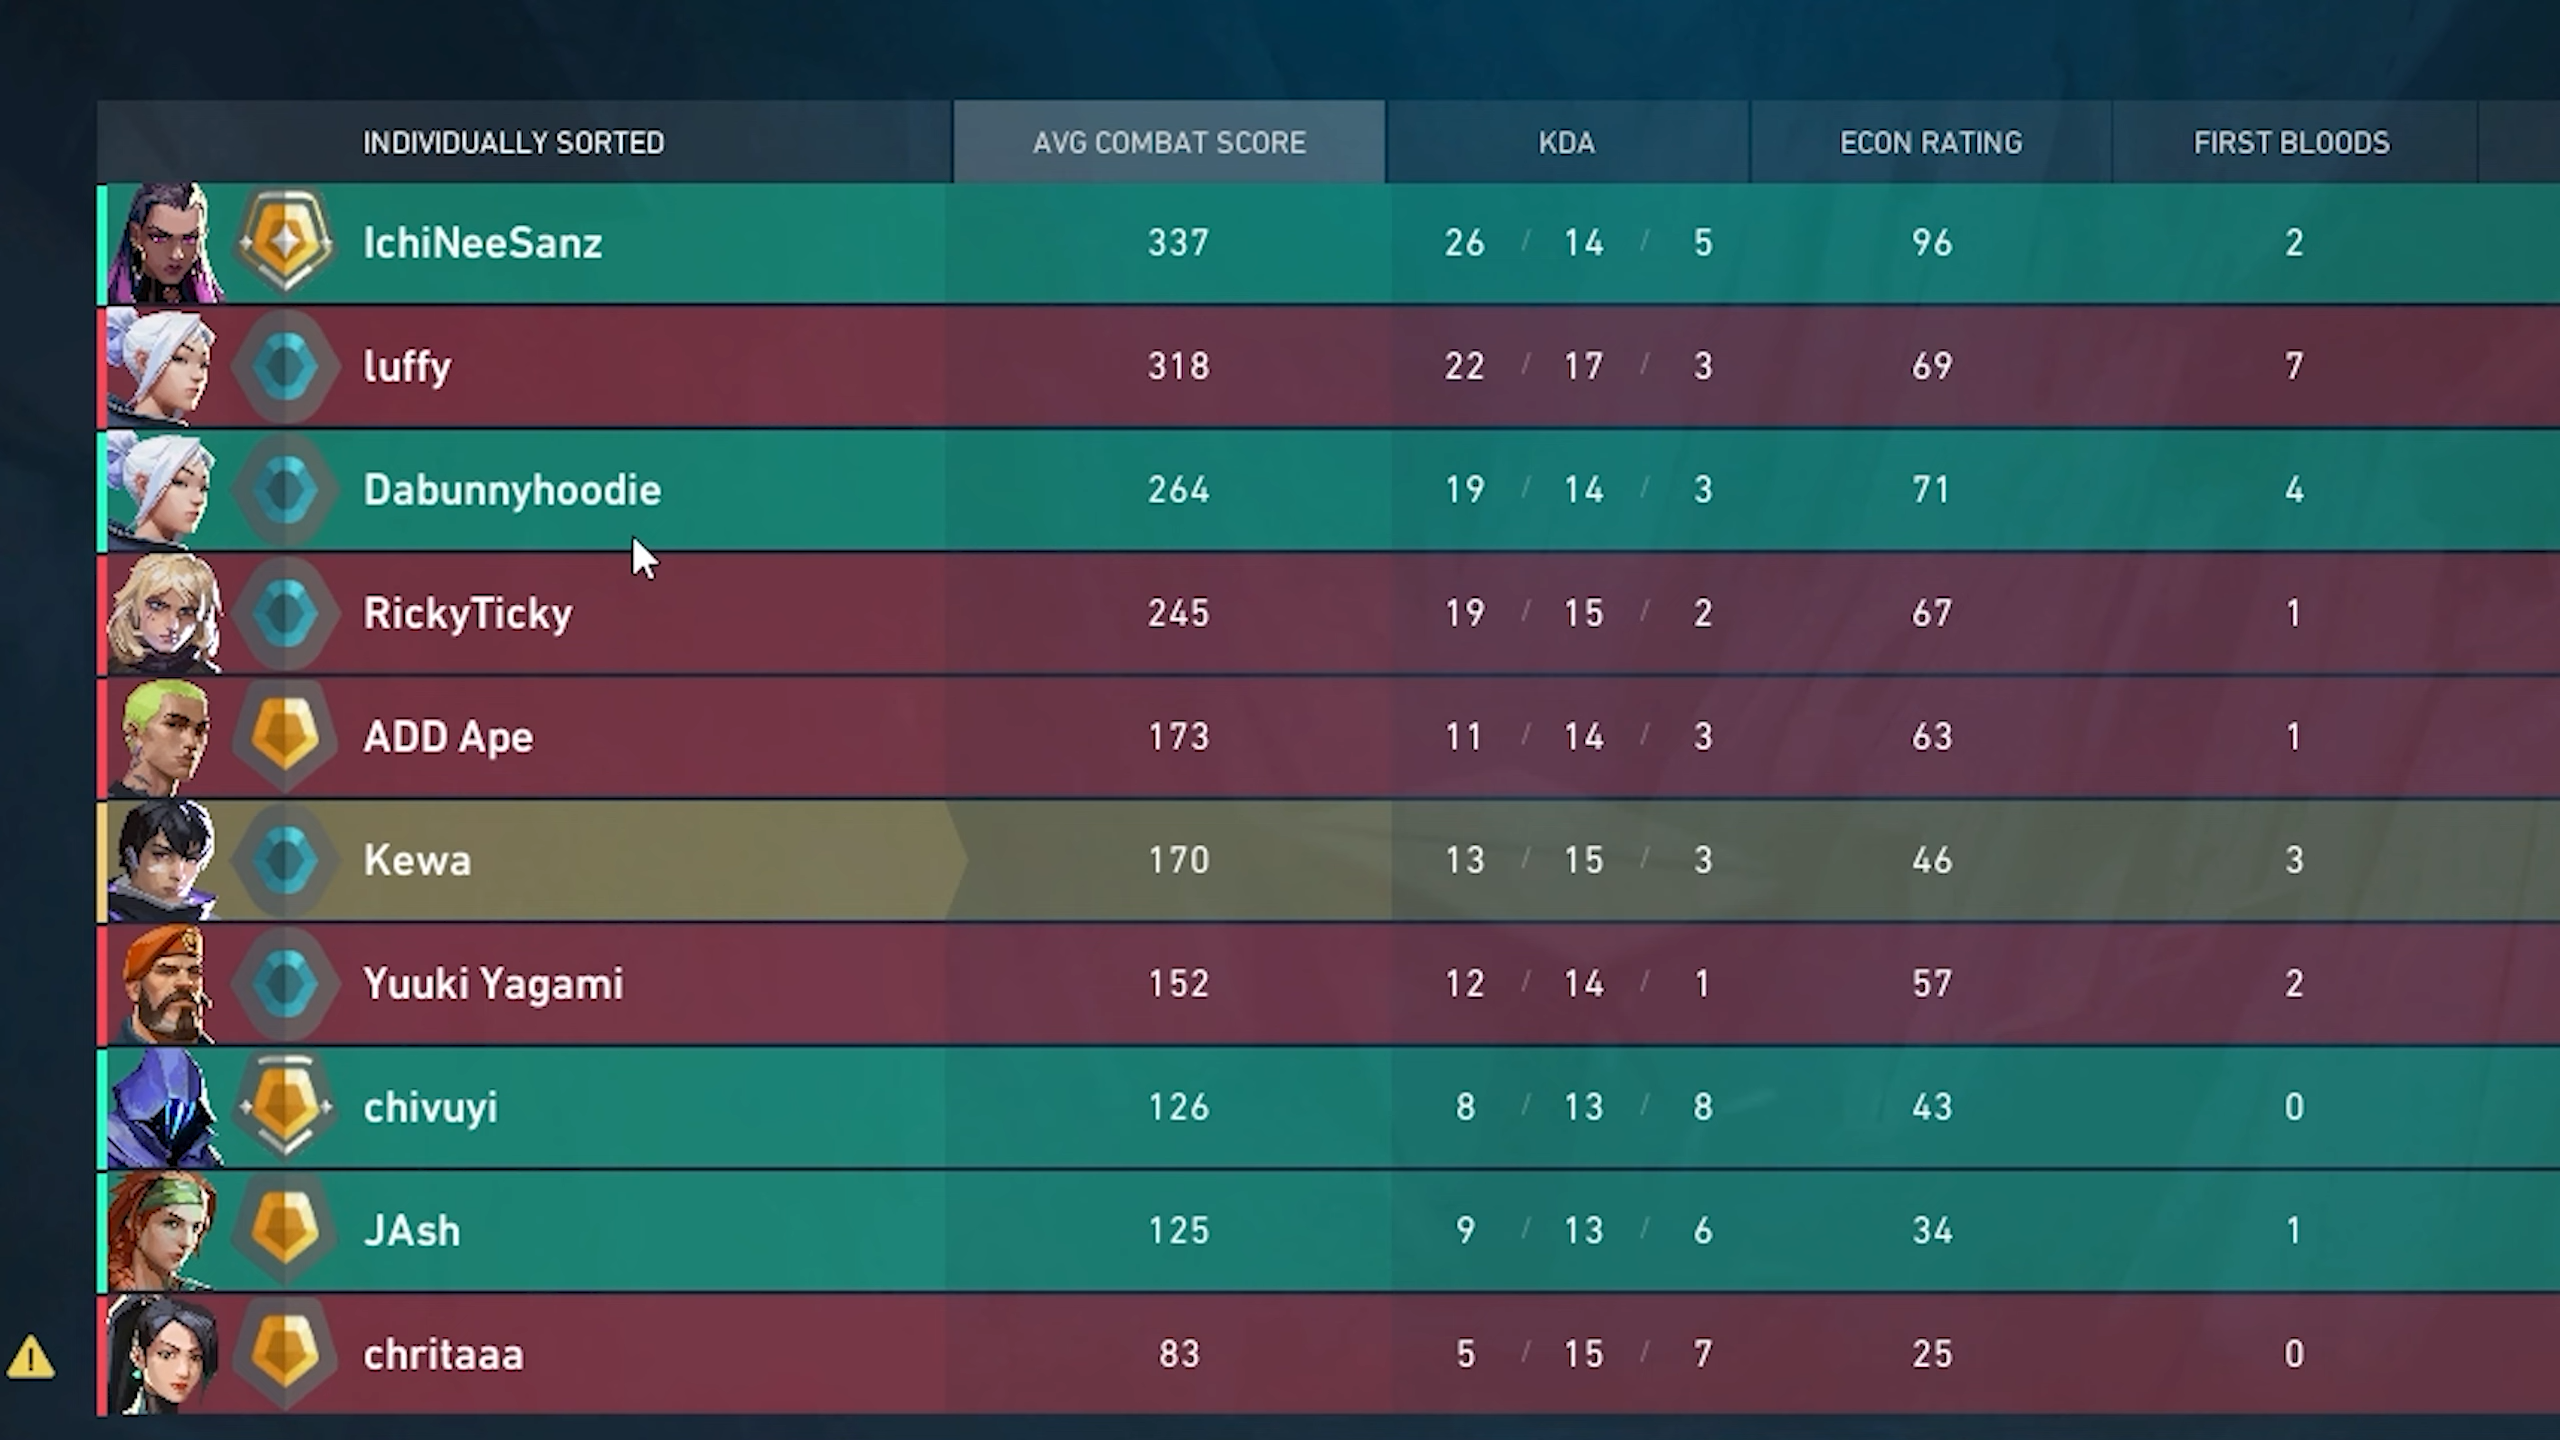 INDIVIDUALLY SORTED AVG COMBAT SCORE KDA ECON RATING FIRST BLOODS
IchiNeeSanz 337 26 / 14 / 5 96 2
luffy 318 22 / 17 / 3 69 7
Dabunnyhoodie 264 19 / 14 / 3 71 4
RickyTicky 245 19 / 15 / 2 67 1
ADD Ape 173 11 / 14 / 3 63 1
Kewa 170 13 / 15 / 3 46 3
Yuuki Yagami 152 12 / 14 / 1 57 2
chivuyi 126 8 / 13 / 8 43 0
JAsh 125 9 / 13 / 6 34 1
chritaaa 83 5 / 15 / 7 25 0